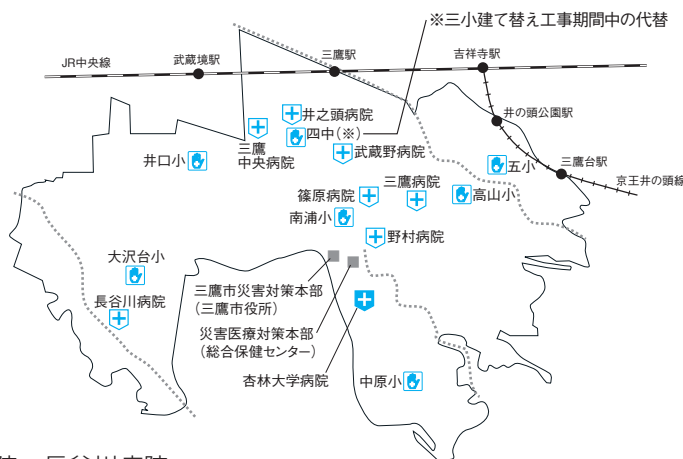 ※三小建て替え工事期間中の代替
JR中央線
武蔵境駅
三鷹駅
吉祥寺駅
井の頭公園駅
三鷹台駅
京王井の頭線
井之頭病院
四中(※)
三鷹
中央病院
武蔵野病院
井口小
五小
三鷹病院
高山小
篠原病院
南浦小
野村病院
大沢台小
長谷川病院
三鷹市災害対策本部
(三鷹市役所)
災害医療対策本部
(総合保健センター)
杏林大学病院
中原小